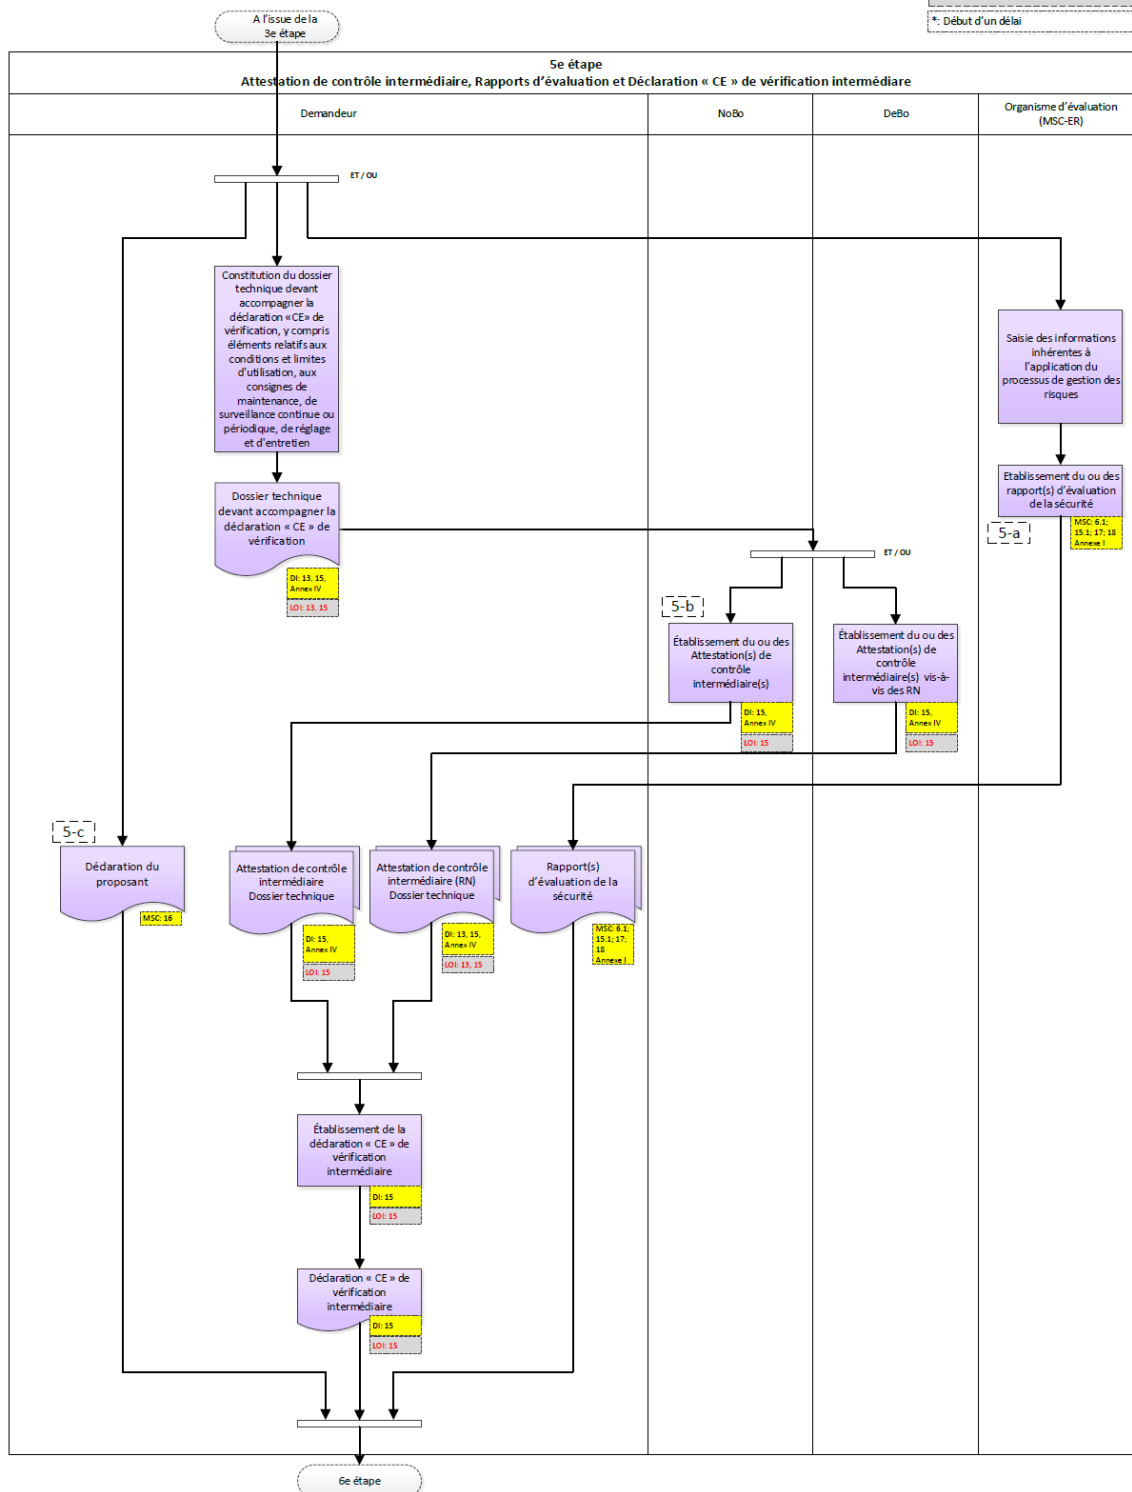 A l'issue de la
3e étape
*: Début d'un délai
5e étape
Attestation de contrôle intermédiaire, Rapports d'évaluation et Déclaration « CE » de vérification intermédiare
Demandeur
NoBo
DeBo
Organisme d'évaluation
(MSC-ER)
ET / OU
Constitution du dossier
technique devant
accompagner la
déclaration «CE» de
vérification, y compris
éléments relatifs aux
conditions et limites
d'utilisation, aux
consignes de
maintenance, de
surveillance continue ou
périodique, de réglage
et d'entretien
Saisie des informations
inhérentes à
l'application du
processus de gestion des
risques
Etablissement du ou des
rapport(s) d'évaluation
de la sécurité
MSC: 6.1;
15.1; 17; 18
Annexe I
5-a
Dossier technique
devant accompagner la
déclaration « CE » de
vérification
DI: 13, 15,
Annex IV
LOI: 13, 15
ET / OU
5-b
Établissement du ou des
Attestation(s) de
contrôle
intermédiaire(s)
DI: 15,
Annex IV
LOI: 15
Établissement du ou des
Attestation(s) de
contrôle
intermédiaire(s) vis-à-
vis des RN
DI: 15,
Annex IV
LOI: 15
5-c
Déclaration du
proposant
MSC: 16
Attestation de contrôle
intermédiaire
Dossier technique
DI: 15,
Annex IV
LOI: 15
Attestation de contrôle
intermédiaire (RN)
Dossier technique
DI: 13, 15,
Annex IV
LOI: 13, 15
Rapport(s)
d'évaluation de la
sécurité
MSC: 6.1;
15.1; 17;
18
Annexe I
Établissement de la
déclaration « CE » de
vérification
intermédiaire
DI: 15
LOI: 15
Déclaration « CE » de
vérification
intermédiaire
DI: 15
LOI: 15
6e étape